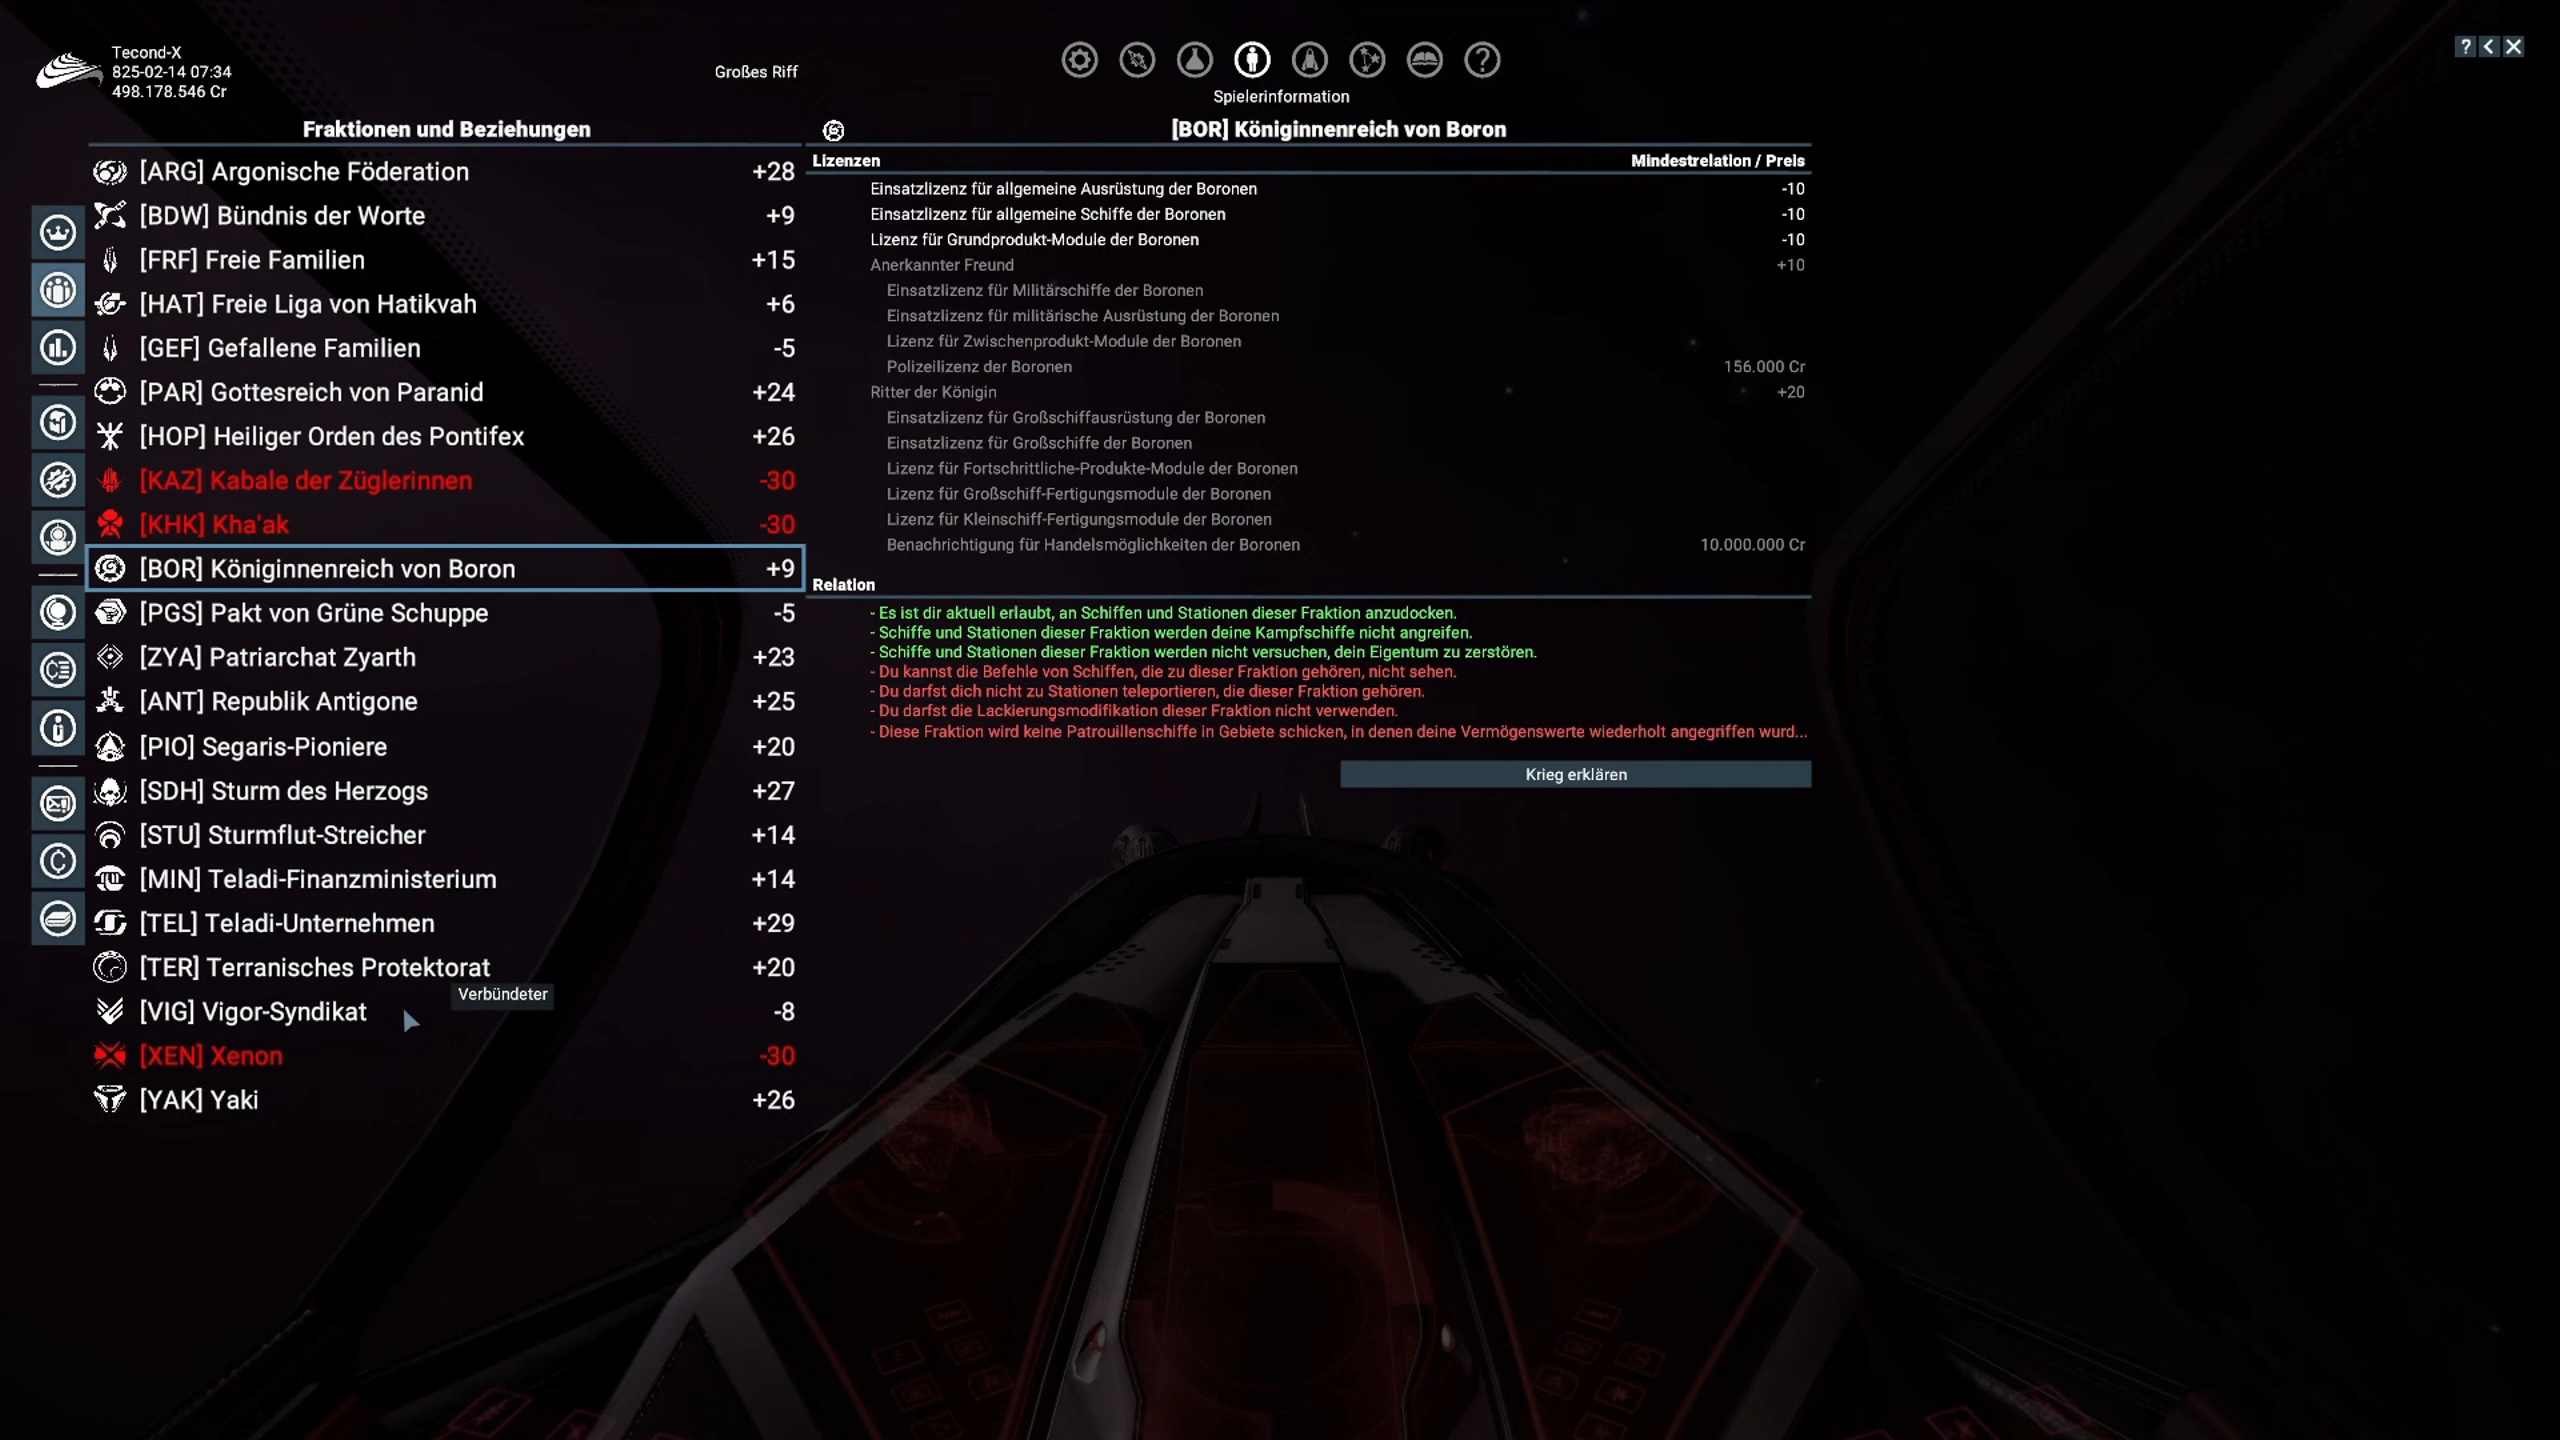 Tecond-X
825-02-14 07:34
498.178.546 Cr
Großes Riff
Spielerinformation
Fraktionen und Beziehungen
[ARG] Argonische Föderation +28
[BDW] Bündnis der Worte +9
[FRF] Freie Familien +15
[HAT] Freie Liga von Hatikvah +6
[GEF] Gefallene Familien -5
[PAR] Gottesreich von Paranid +24
[HOP] Heiliger Orden des Pontifex +26
[KAZ] Kabale der Züglerinnen -30
[KHK] Kha'ak -30
[BOR] Königinnenreich von Boron +9
[PGS] Pakt von Grüne Schuppe -5
[ZYA] Patriarchat Zyarth +23
[ANT] Republik Antigone +25
[PIO] Segaris-Pioniere +20
[SDH] Sturm des Herzogs +27
[STU] Sturmflut-Streicher +14
[MIN] Teladi-Finanzministerium +14
[TEL] Teladi-Unternehmen +29
[TER] Terranisches Protektorat +20
Verbündeter
[VIG] Vigor-Syndikat -8
[XEN] Xenon -30
[YAK] Yaki +26
[BOR] Königinnenreich von Boron
Lizenzen Mindestrelation / Preis
Einsatzlizenz für allgemeine Ausrüstung der Boronen -10
Einsatzlizenz für allgemeine Schiffe der Boronen -10
Lizenz für Grundprodukt-Module der Boronen -10
Anerkannter Freund +10
Einsatzlizenz für Militärschiffe der Boronen
Einsatzlizenz für militärische Ausrüstung der Boronen
Lizenz für Zwischenprodukt-Module der Boronen
Polizeilizenz der Boronen 156.000 Cr
Ritter der Königin +20
Einsatzlizenz für Großschiffausrüstung der Boronen
Einsatzlizenz für Großschiffe der Boronen
Lizenz für Fortschrittliche-Produkte-Module der Boronen
Lizenz für Großschiff-Fertigungsmodule der Boronen
Lizenz für Kleinschiff-Fertigungsmodule der Boronen
Benachrichtigung für Handelsmöglichkeiten der Boronen 10.000.000 Cr
Relation
- Es ist dir aktuell erlaubt, an Schiffen und Stationen dieser Fraktion anzudocken.
- Schiffe und Stationen dieser Fraktion werden deine Kampfschiffe nicht angreifen.
- Schiffe und Stationen dieser Fraktion werden nicht versuchen, dein Eigentum zu zerstören.
- Du kannst die Befehle von Schiffen, die zu dieser Fraktion gehören, nicht sehen.
- Du darfst dich nicht zu Stationen teleportieren, die dieser Fraktion gehören.
- Du darfst die Lackierungsmodifikation dieser Fraktion nicht verwenden.
- Diese Fraktion wird keine Patrouillenschiffe in Gebiete schicken, in denen deine Vermögenswerte wiederholt angegriffen wurd...
Krieg erklären